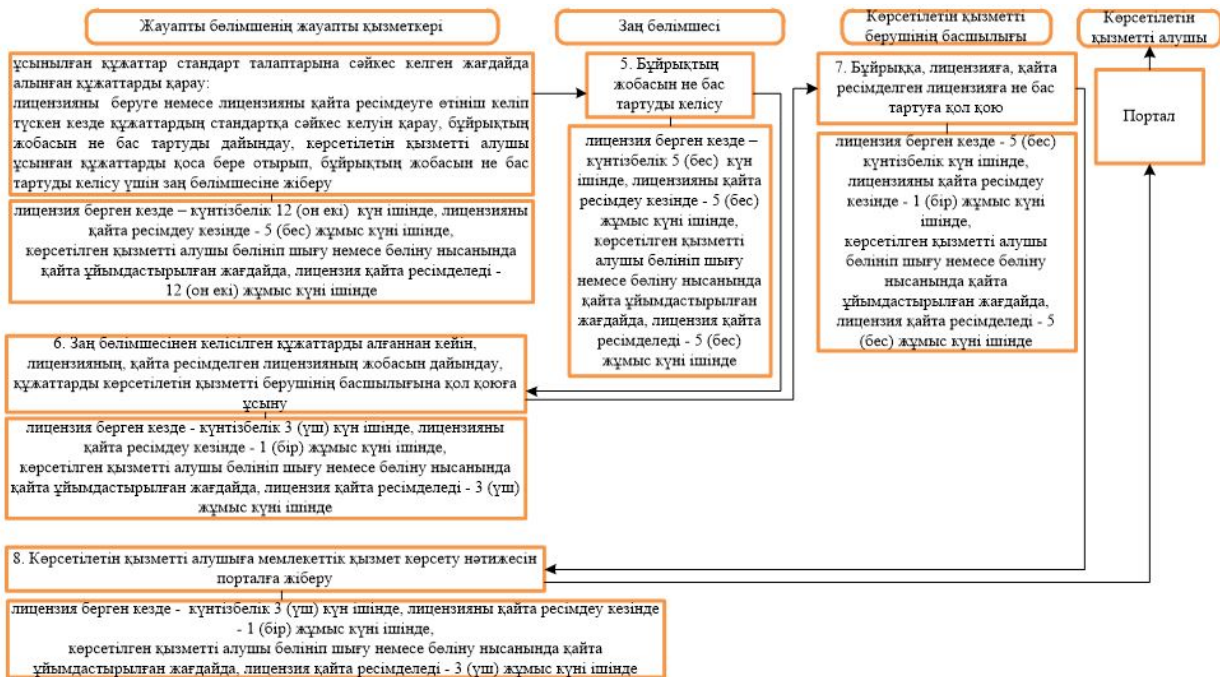 Жауапты бөлімшенің жауапты қызметкері
Заң бөлімшесі
Көрсетілетін қызметті
берушінің басшылығы
Көрсетілетін
қызметті алушы
ұсынылған құжаттар стандарт талаптарына сәйкес келген жағдайда
алынған құжаттарды қарау:
лицензияны беруге немесе лицензияны қайта ресімдеуге өтініш келіп
түскен кезде құжаттардың стандартқа сәйкес келуін қарау, бұйрықтың
жобасын не бас тартуды дайындау, көрсетілетін қызметті алушы
ұсынған құжаттарды қоса бере отырып, бұйрықтың жобасын не бас
тартуды келісу үшін заң бөлімшесіне жіберу
лицензия берген кезде – күнтізбелік 12 (он екі) күн ішінде, лицензияны
қайта ресімдеу кезінде - 5 (бес) жұмыс күні ішінде,
көрсетілген қызметті алушы бөлініп шығу немесе бөліну нысанында
қайта ұйымдастырылған жағдайда, лицензия қайта ресімделеді -
12 (он екі) жұмыс күні ішінде
5. Бұйрықтың
жобасын не бас
тартуды келісу
лицензия берген кезде –
күнтізбелік 5 (бес) күн
ішінде, лицензияны қайта
ресімдеу кезінде - 5 (бес)
жұмыс күні ішінде,
көрсетілген қызметті
алушы бөлініп шығу
немесе бөліну нысанында
қайта ұйымдастырылған
жағдайда, лицензия қайта
ресімделеді - 5 (бес)
жұмыс күні ішінде
7. Бұйрыққа, лицензияға, қайта
ресімделген лицензияға не бас
тартуға қол қою
лицензия берген кезде - 5 (бес)
күнтізбелік күн ішінде,
лицензияны қайта ресімдеу
кезінде - 1 (бір) жұмыс күні
ішінде,
көрсетілген қызметті алушы
бөлініп шығу немесе бөліну
нысанында қайта
ұйымдастырылған жағдайда,
лицензия қайта ресімделеді - 5
(бес) жұмыс күні ішінде
Портал
6. Заң бөлімшесінен келісілген құжаттарды алғаннан кейін,
лицензияның, қайта ресімделген лицензияның жобасын дайындау,
құжаттарды көрсетілетін қызметті берушінің басшылығына қол қоюға
ұсыну
лицензия берген кезде - күнтізбелік 3 (үш) күн ішінде, лицензияны
қайта ресімдеу кезінде - 1 (бір) жұмыс күні ішінде,
көрсетілген қызметті алушы бөлініп шығу немесе бөліну нысанында
қайта ұйымдастырылған жағдайда, лицензия қайта ресімделеді - 3 (үш)
жұмыс күні ішінде
8. Көрсетілетін қызметті алушыға мемлекеттік қызмет көрсету нәтижесін
порталға жіберу
лицензия берген кезде - күнтізбелік 3 (үш) күн ішінде, лицензияны қайта ресімдеу кезінде
- 1 (бір) жұмыс күні ішінде,
көрсетілген қызметті алушы бөлініп шығу немесе бөліну нысанында қайта
ұйымдастырылған жағдайда, лицензия қайта ресімделеді - 3 (үш) жұмыс күні ішінде